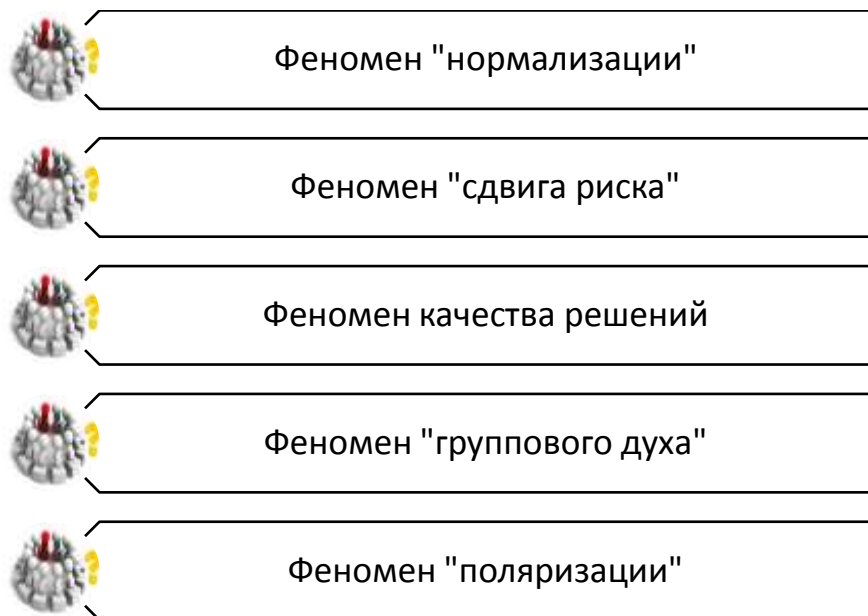 Феномен "нормализации"
Феномен "сдвига риска"
Феномен качества решений
Феномен "группового духа"
Феномен "поляризации"